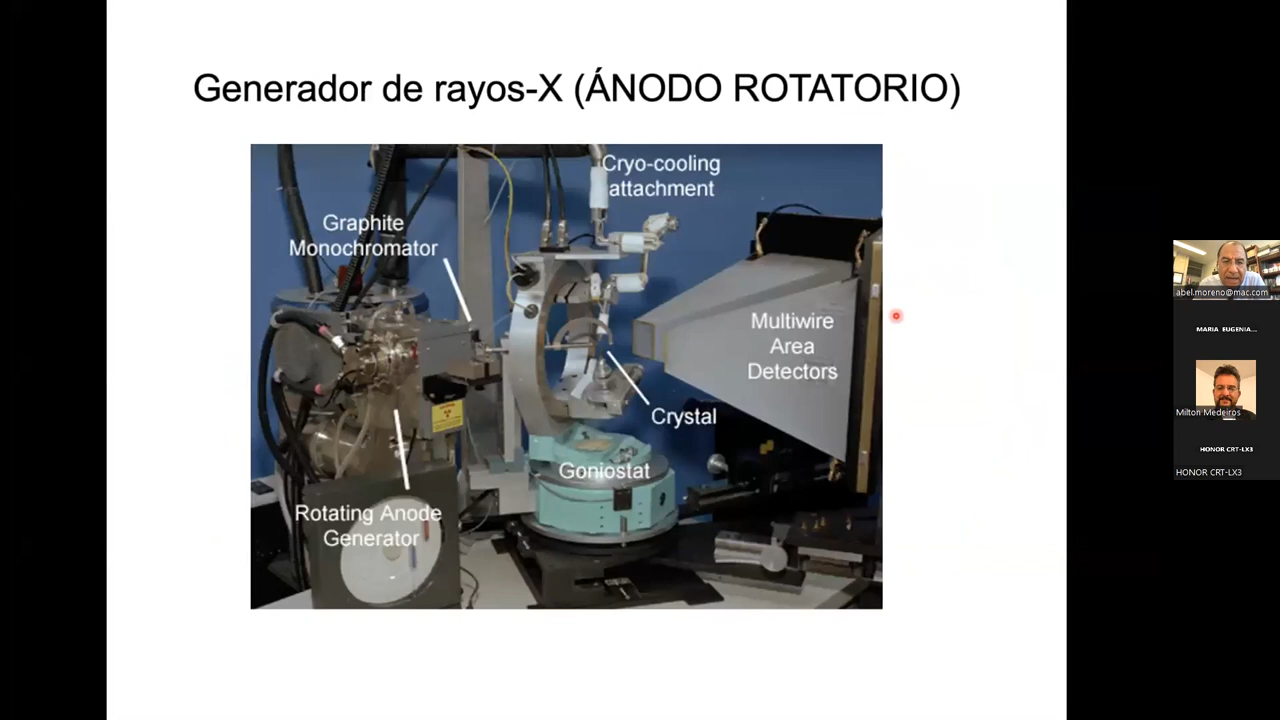 Generador de rayos-X (ÁNODO ROTATORIO)
Cryo-cooling
attachment
Graphite
Monochromator
Multiwire
Area
Detectors
Crystal
Goniostat
Rotating Anode
Generator
abel.moreno@mac.com
MARIA EUGENIA...
Milton Medeiros
HONOR CRT-LX3
HONOR CRT-LX3